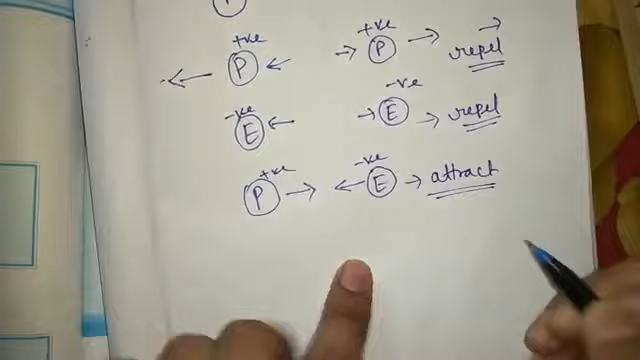 P
+ve +ve
P P repel
-ve -ve
E E repel
+ve -ve
P E attract